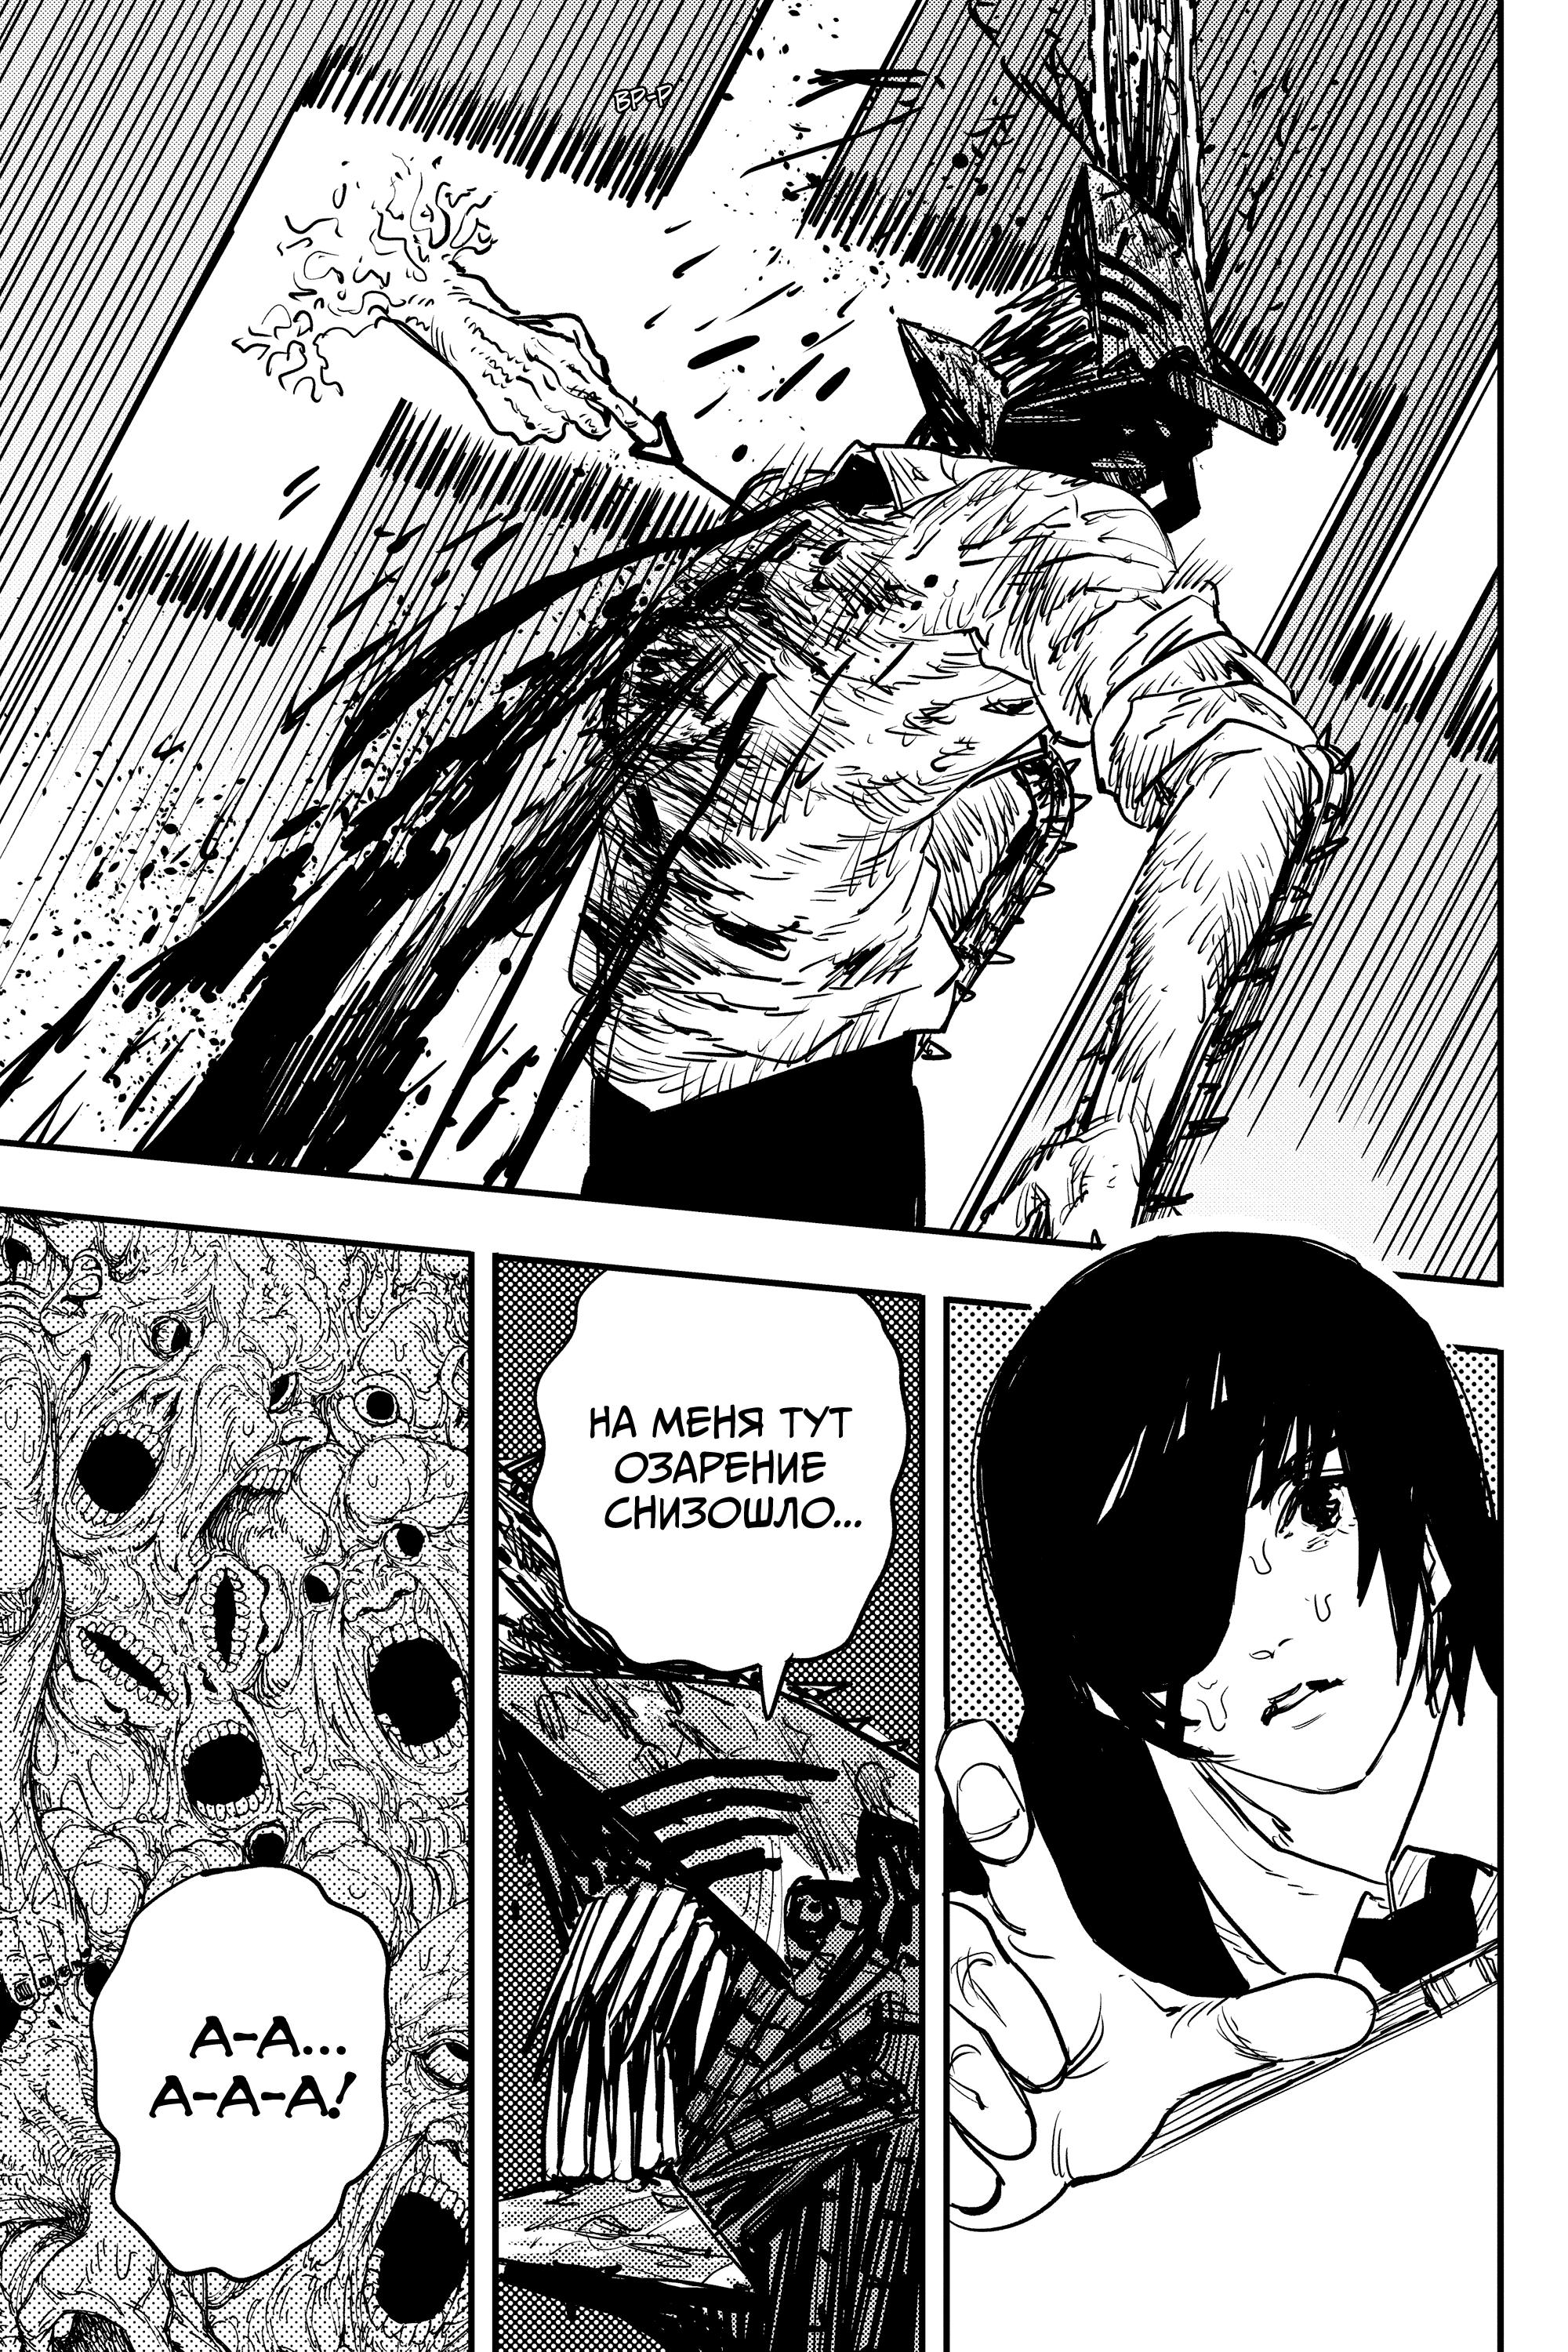 ВР-Р
НА МЕНЯ ТУТ
ОЗАРЕНИЕ
СНИЗОШЛО...
А-А...
А-А-А!